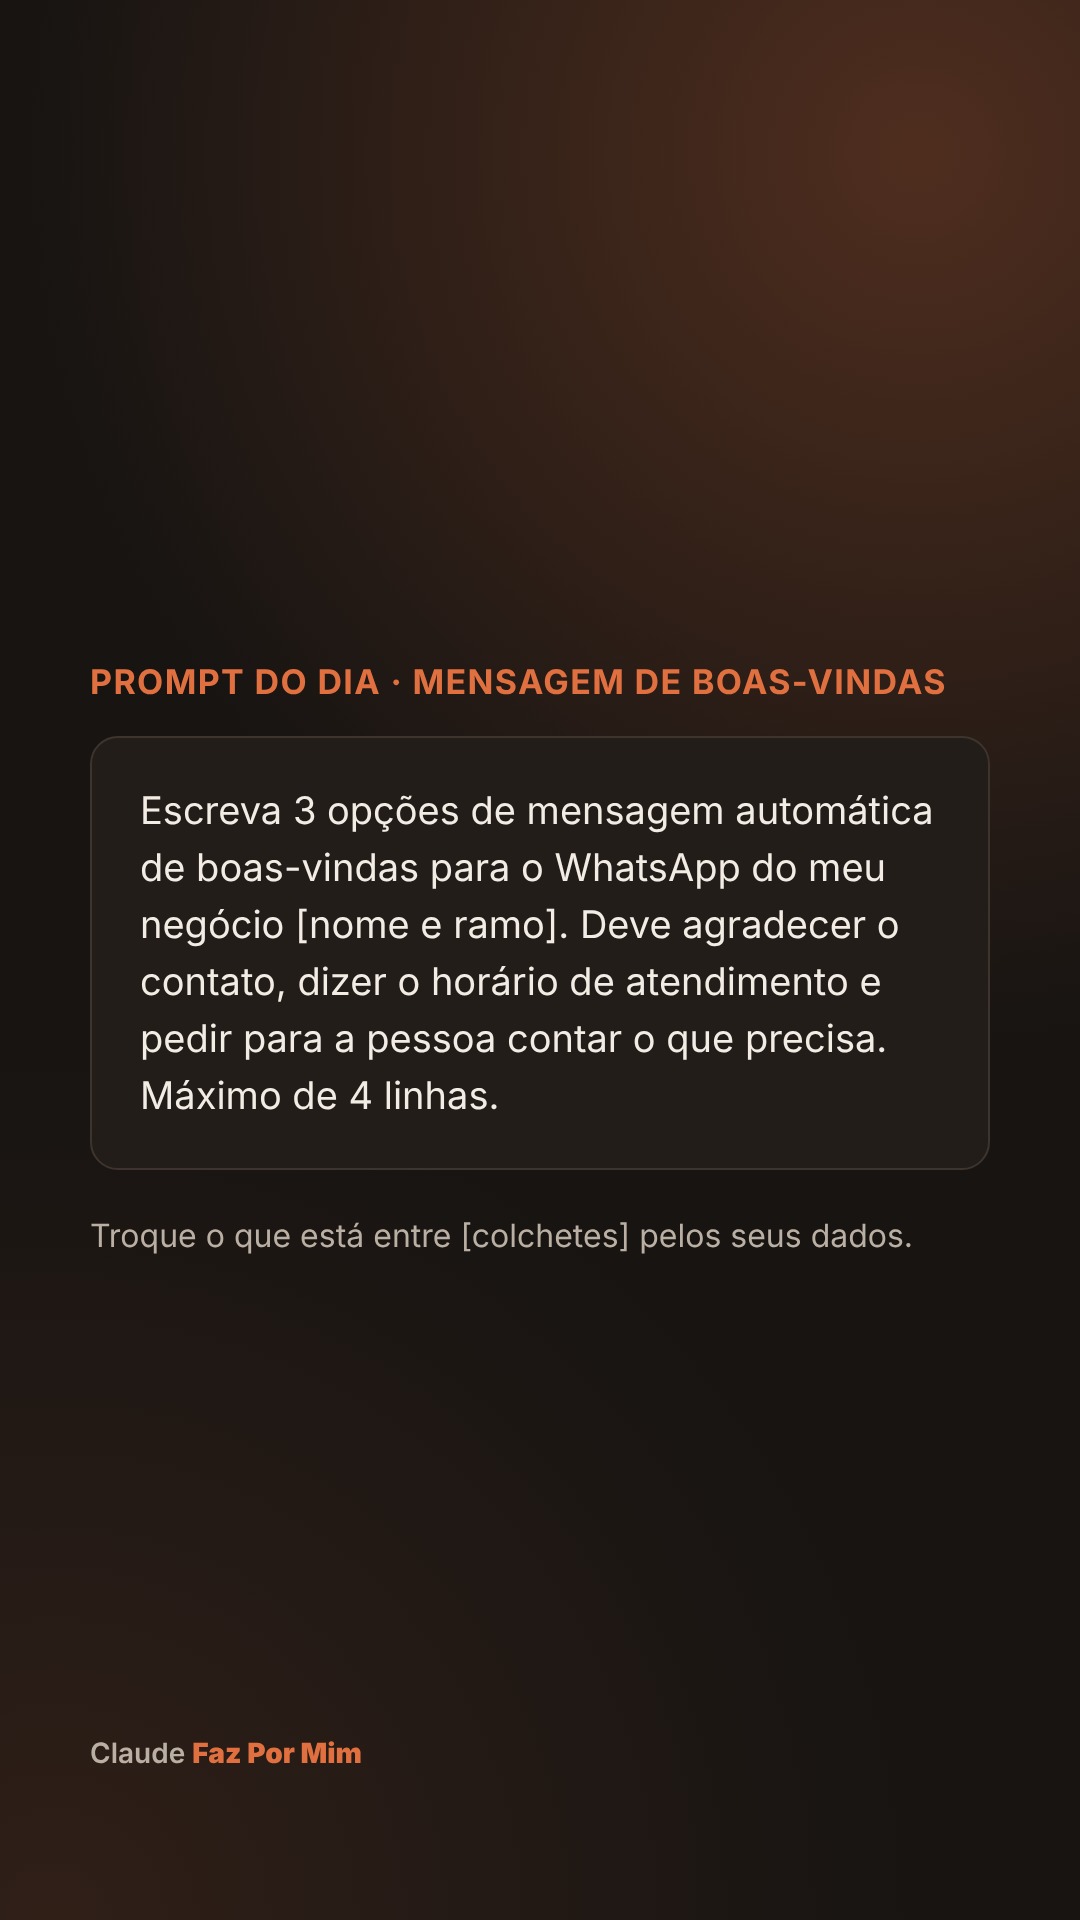 PROMPT DO DIA · MENSAGEM DE BOAS-VINDAS
Escreva 3 opções de mensagem automática
de boas-vindas para o WhatsApp do meu
negócio [nome e ramo]. Deve agradecer o
contato, dizer o horário de atendimento e
pedir para a pessoa contar o que precisa.
Máximo de 4 linhas.
Troque o que está entre [colchetes] pelos seus dados.
Claude Faz Por Mim